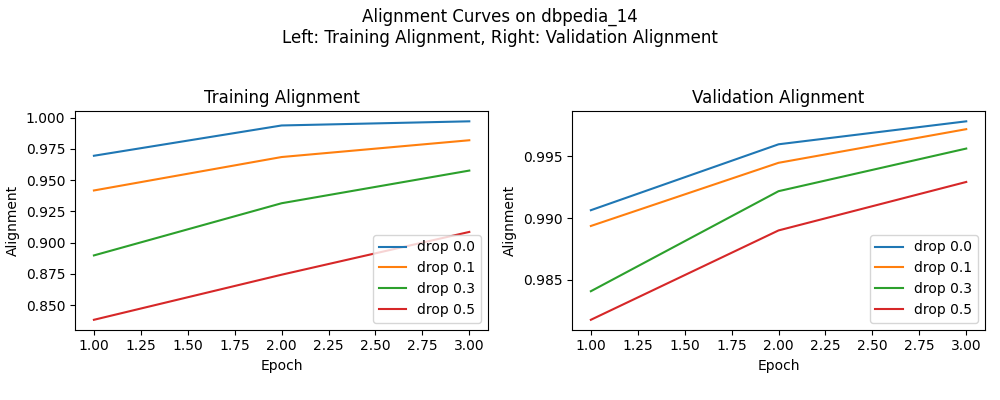 Alignment Curves on dbpedia_14
Left: Training Alignment, Right: Validation Alignment
Training Alignment
Alignment
1.000
0.975
0.950
0.925
0.900
0.875
0.850
1.00 1.25 1.50 1.75 2.00 2.25 2.50 2.75 3.00
Epoch
drop 0.0
drop 0.1
drop 0.3
drop 0.5
Validation Alignment
Alignment
0.995
0.990
0.985
1.00 1.25 1.50 1.75 2.00 2.25 2.50 2.75 3.00
Epoch
drop 0.0
drop 0.1
drop 0.3
drop 0.5